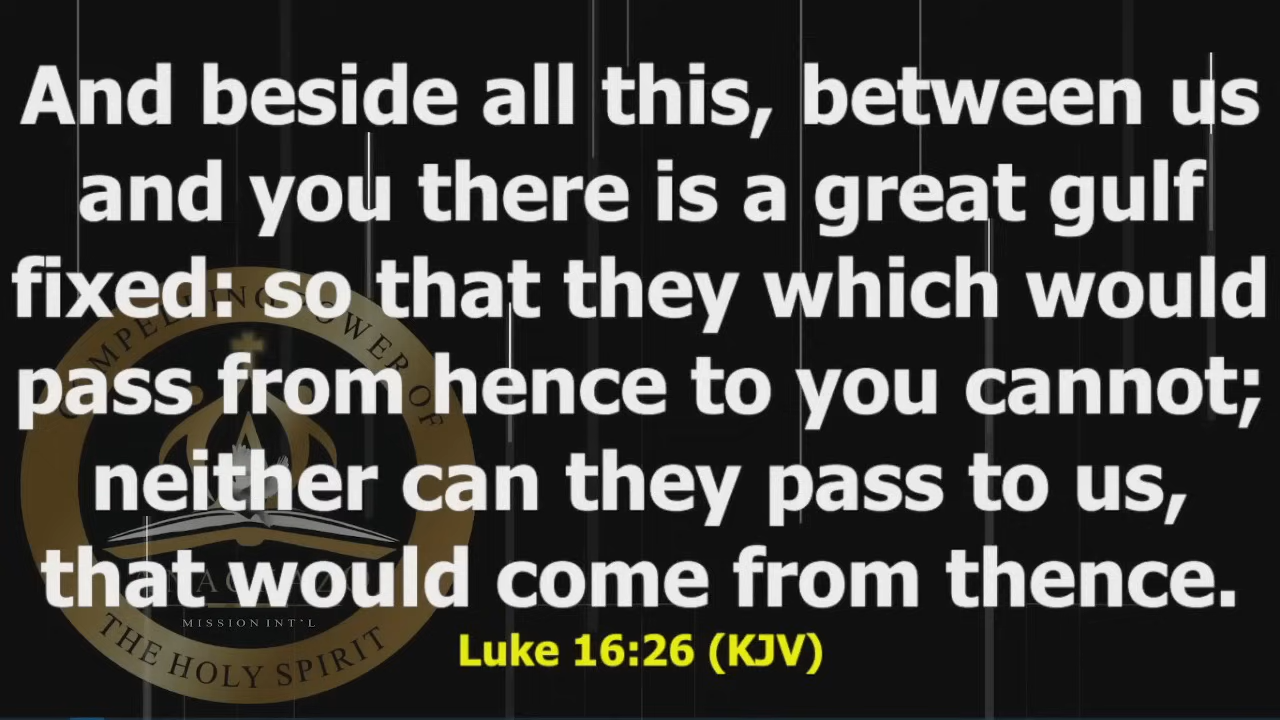 And beside all this, between us
and you there is a great gulf
fixed: so that they which would
pass from hence to you cannot;
neither can they pass to us,
that would come from thence.
Luke 16:26 (KJV)
COMPELLING POWER OF
MISSION INT'L
THE HOLY SPIRIT